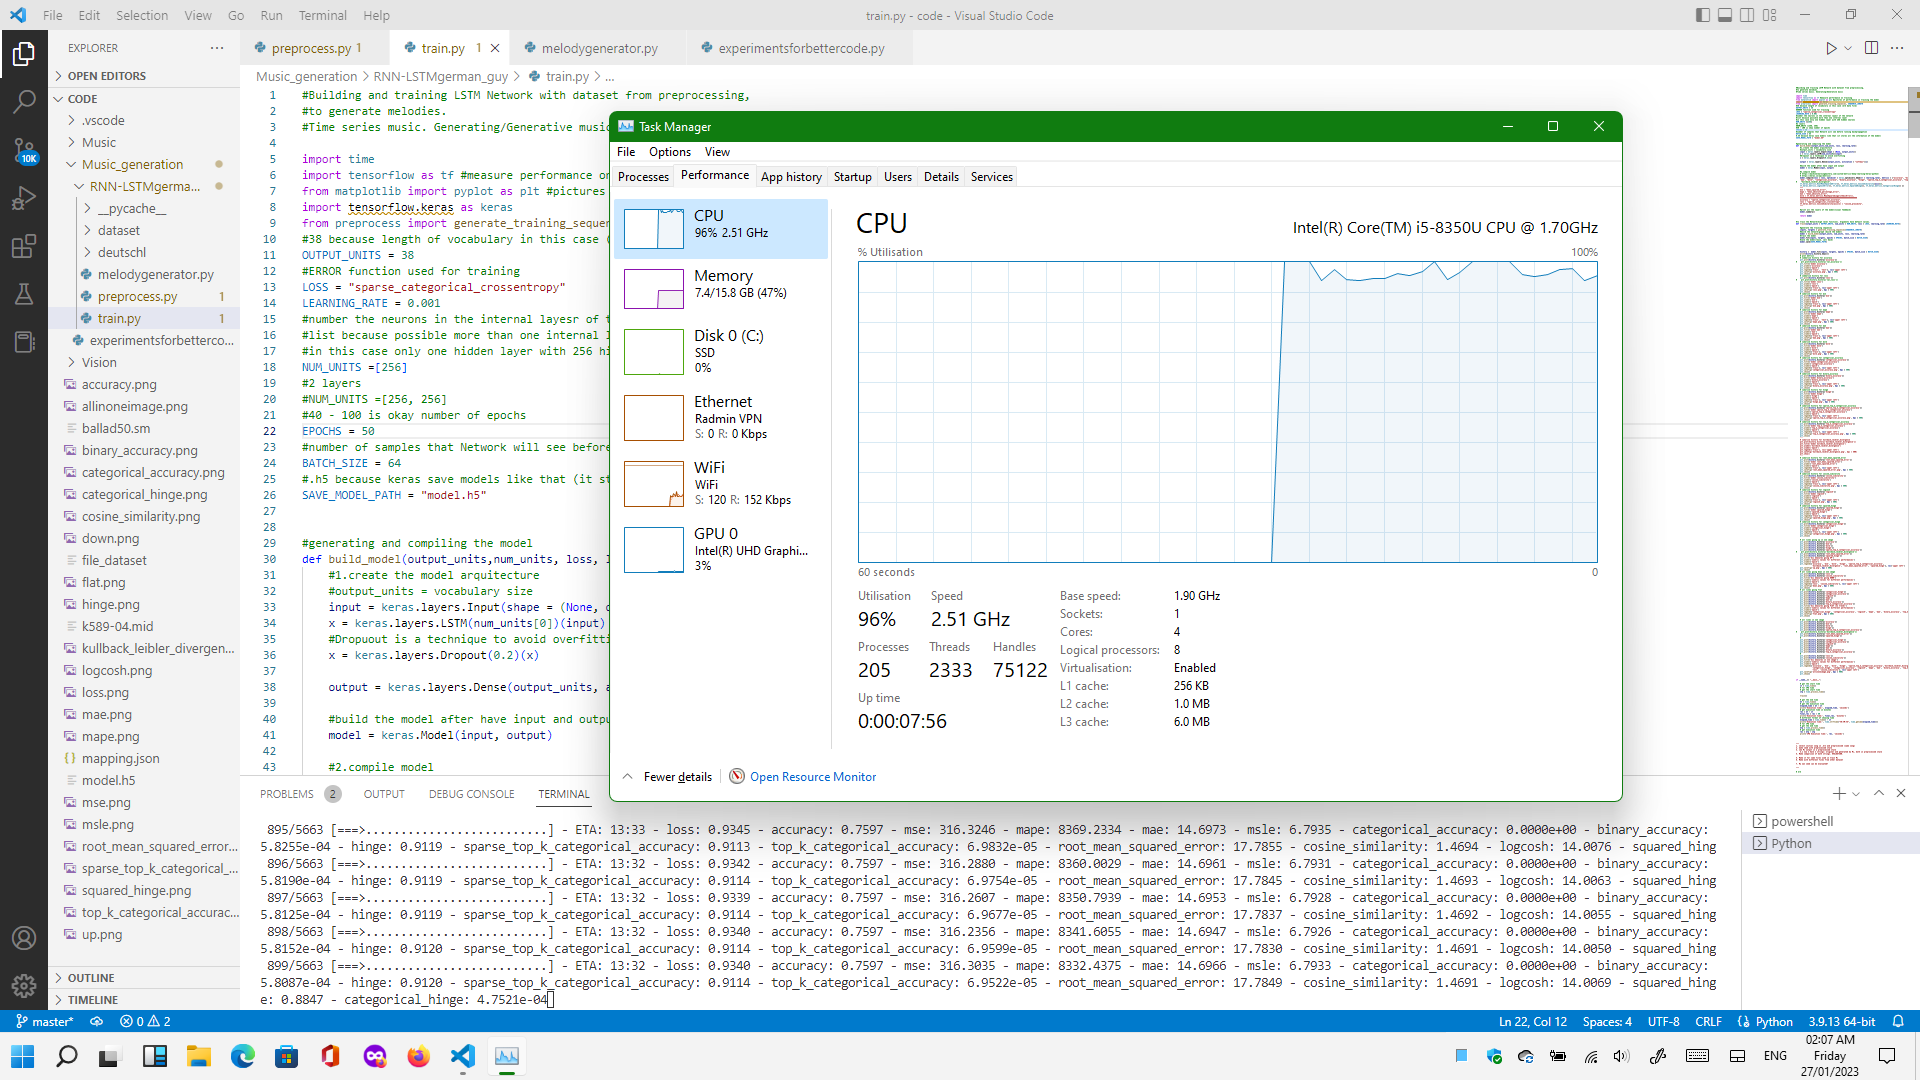 File Edit Selection View Go Run Terminal Help
train.py - code - Visual Studio Code
EXPLORER
OPEN EDITORS
CODE
.vscode
Music
Music_generation
RNN-LSTMgerma...
__pycache__
dataset
deutschl
melodygenerator.py
preprocess.py 1
train.py 1
experimentsforbetterco...
Vision
accuracy.png
allinoneimage.png
ballad50.sm
binary_accuracy.png
categorical_accuracy.png
categorical_hinge.png
cosine_similarity.png
down.png
file_dataset
flat.png
hinge.png
k589-04.mid
kullback_leibler_divergen...
logcosh.png
loss.png
mae.png
mape.png
mapping.json
model.h5
mse.png
msle.png
root_mean_squared_error...
sparse_top_k_categorical_...
squared_hinge.png
top_k_categorical_accurac...
up.png
OUTLINE
TIMELINE
10K
preprocess.py 1
train.py 1
melodygenerator.py
experimentsforbettercode.py
Music_generation > RNN-LSTMgerman_guy > train.py > ...
1 #Building and training LSTM Network with dataset from preprocessing,
2 #to generate melodies.
3 #Time series music. Generating/Generative music
4
5 import time
6 import tensorflow as tf #measure performance on
7 from matplotlib import pyplot as plt #pictures
8 import tensorflow.keras as keras
9 from preprocess import generate_training_sequen
10 #38 because length of vocabulary in this case (
11 OUTPUT_UNITS = 38
12 #ERROR function used for training
13 LOSS = "sparse_categorical_crossentropy"
14 LEARNING_RATE = 0.001
15 #number the neurons in the internal layesr of t
16 #list because possible more than one internal l
17 #in this case only one hidden layer with 256 hi
18 NUM_UNITS =[256]
19 #2 layers
20 #NUM_UNITS =[256, 256]
21 #40 - 100 is okay number of epochs
22 EPOCHS = 50
23 #number of samples that Network will see before
24 BATCH_SIZE = 64
25 #.h5 because keras save models like that (it st
26 SAVE_MODEL_PATH = "model.h5"
27
28
29 #generating and compiling the model
30 def build_model(output_units,num_units, loss, l
31 #1.create the model arquitecture
32 #output_units = vocabulary size
33 input = keras.layers.Input(shape = (None, o
34 x = keras.layers.LSTM(num_units[0])(input)
35 #Dropuout is a technique to avoid overfitti
36 x = keras.layers.Dropout(0.2)(x)
37
38 output = keras.layers.Dense(output_units, a
39
40 #build the model after have input and outpu
41 model = keras.Model(input, output)
42
43 #2.compile model
Task Manager
File Options View
Processes Performance App history Startup Users Details Services
CPU
96% 2.51 GHz
Memory
7.4/15.8 GB (47%)
Disk 0 (C:)
SSD
0%
Ethernet
Radmin VPN
S: 0 R: 0 Kbps
WiFi
WiFi
S: 120 R: 152 Kbps
GPU 0
Intel(R) UHD Graphi...
3%
CPU
Intel(R) Core(TM) i5-8350U CPU @ 1.70GHz
% Utilisation 100%
60 seconds 0
Utilisation Speed
96% 2.51 GHz
Processes Threads Handles
205 2333 75122
Up time
0:00:07:56
Base speed: 1.90 GHz
Sockets: 1
Cores: 4
Logical processors: 8
Virtualisation: Enabled
L1 cache: 256 KB
L2 cache: 1.0 MB
L3 cache: 6.0 MB
Fewer details
Open Resource Monitor
PROBLEMS 2 OUTPUT DEBUG CONSOLE TERMINAL
895/5663 [===>..........................] - ETA: 13:33 - loss: 0.9345 - accuracy: 0.7597 - mse: 316.3246 - mape: 8369.2334 - mae: 14.6973 - msle: 6.7935 - categorical_accuracy: 0.0000e+00 - binary_accuracy:
5.8255e-04 - hinge: 0.9119 - sparse_top_k_categorical_accuracy: 0.9113 - top_k_categorical_accuracy: 6.9832e-05 - root_mean_squared_error: 17.7855 - cosine_similarity: 1.4694 - logcosh: 14.0076 - squared_hing
896/5663 [===>..........................] - ETA: 13:32 - loss: 0.9342 - accuracy: 0.7597 - mse: 316.2880 - mape: 8360.0029 - mae: 14.6961 - msle: 6.7931 - categorical_accuracy: 0.0000e+00 - binary_accuracy:
5.8190e-04 - hinge: 0.9119 - sparse_top_k_categorical_accuracy: 0.9114 - top_k_categorical_accuracy: 6.9754e-05 - root_mean_squared_error: 17.7845 - cosine_similarity: 1.4693 - logcosh: 14.0063 - squared_hing
897/5663 [===>..........................] - ETA: 13:32 - loss: 0.9339 - accuracy: 0.7597 - mse: 316.2607 - mape: 8350.7939 - mae: 14.6953 - msle: 6.7928 - categorical_accuracy: 0.0000e+00 - binary_accuracy:
5.8125e-04 - hinge: 0.9119 - sparse_top_k_categorical_accuracy: 0.9114 - top_k_categorical_accuracy: 6.9677e-05 - root_mean_squared_error: 17.7837 - cosine_similarity: 1.4692 - logcosh: 14.0055 - squared_hing
898/5663 [===>..........................] - ETA: 13:32 - loss: 0.9340 - accuracy: 0.7597 - mse: 316.2356 - mape: 8341.6055 - mae: 14.6947 - msle: 6.7926 - categorical_accuracy: 0.0000e+00 - binary_accuracy:
5.8152e-04 - hinge: 0.9120 - sparse_top_k_categorical_accuracy: 0.9114 - top_k_categorical_accuracy: 6.9599e-05 - root_mean_squared_error: 17.7830 - cosine_similarity: 1.4691 - logcosh: 14.0050 - squared_hing
899/5663 [===>..........................] - ETA: 13:32 - loss: 0.9340 - accuracy: 0.7597 - mse: 316.3035 - mape: 8332.4375 - mae: 14.6966 - msle: 6.7933 - categorical_accuracy: 0.0000e+00 - binary_accuracy:
5.8087e-04 - hinge: 0.9120 - sparse_top_k_categorical_accuracy: 0.9114 - top_k_categorical_accuracy: 6.9522e-05 - root_mean_squared_error: 17.7849 - cosine_similarity: 1.4691 - logcosh: 14.0069 - squared_hing
e: 0.8847 - categorical_hinge: 4.7521e-04
powershell
Python
master* 0 2
Ln 22, Col 12 Spaces: 4 UTF-8 CRLF Python 3.9.13 64-bit
ENG
02:07 AM
Friday
27/01/2023